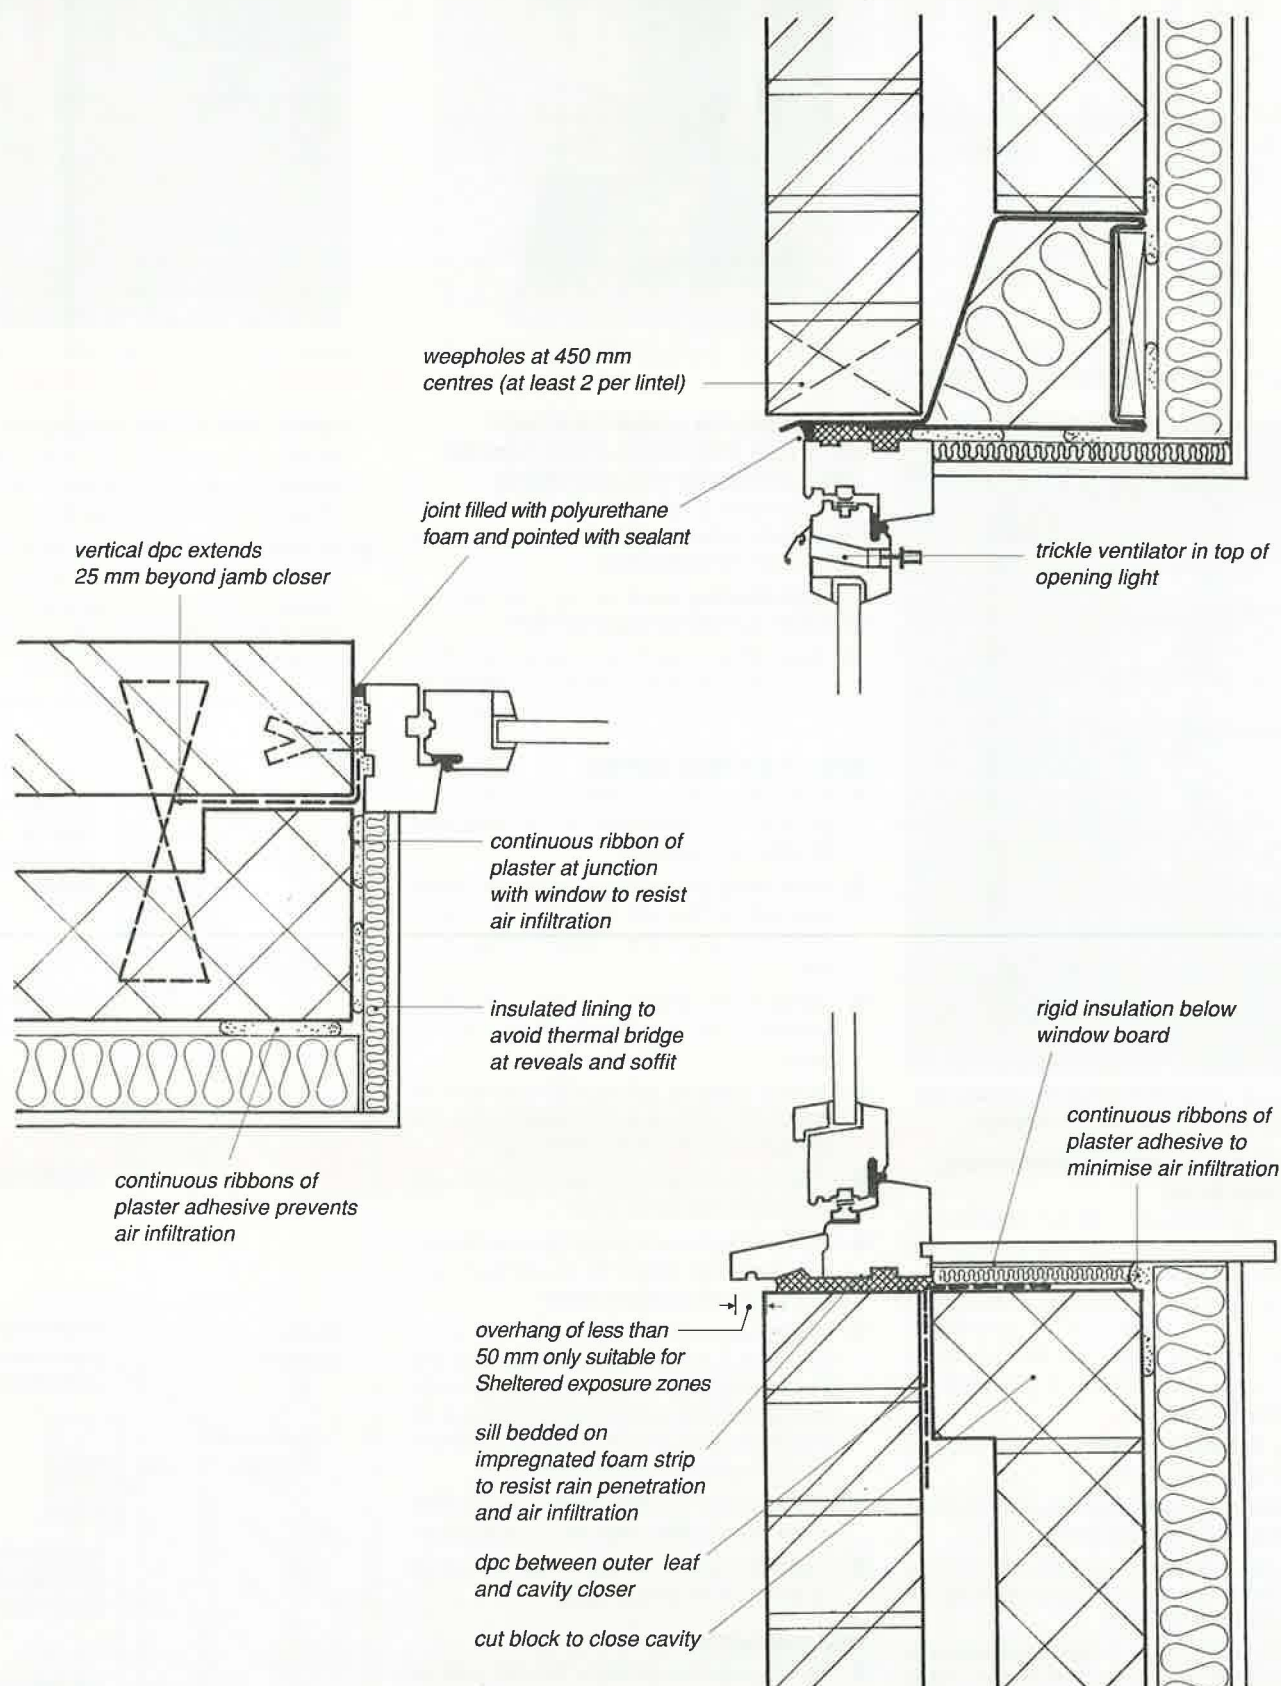 weepholes at 450 mm
centres (at least 2 per lintel)
joint filled with polyurethane
foam and pointed with sealant
vertical dpc extends
25 mm beyond jamb closer
trickle ventilator in top of
opening light
continuous ribbon of
plaster at junction
with window to resist
air infiltration
insulated lining to
avoid thermal bridge
at reveals and soffit
continuous ribbons of
plaster adhesive prevents
air infiltration
rigid insulation below
window board
continuous ribbons of
plaster adhesive to
minimise air infiltration
overhang of less than
50 mm only suitable for
Sheltered exposure zones
sill bedded on
impregnated foam strip
to resist rain penetration
and air infiltration
dpc between outer leaf
and cavity closer
cut block to close cavity